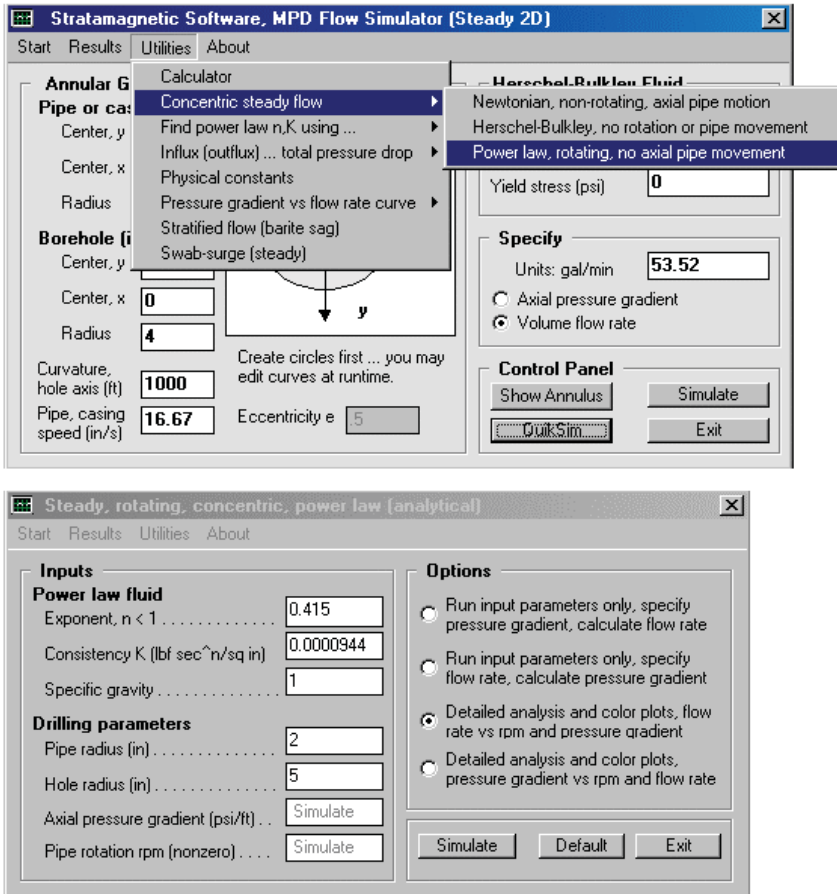 Stratamagnetic Software, MPD Flow Simulator (Steady 2D)
Start Results Utilities About
Annular G
Pipe or cas
Center, y
Center, x
Radius
Borehole (i
Center, y
Center, x 0
Radius 4
Curvature,
hole axis (ft) 1000
Pipe, casing
speed (in/s) 16.67
Calculator
Concentric steady flow
Find power law n,K using ...
Influx (outflux) ... total pressure drop
Physical constants
Pressure gradient vs flow rate curve
Stratified flow (barite sag)
Swab-surge (steady)
Newtonian, non-rotating, axial pipe motion
Herschel-Bulkley, no rotation or pipe movement
Power law, rotating, no axial pipe movement
y
Create circles first ... you may
edit curves at runtime.
Eccentricity e .5
Herschel-Bulkley Fluid
Yield stress (psi) 0
Specify
Units: gal/min 53.52
Axial pressure gradient
Volume flow rate
Control Panel
Show Annulus Simulate
QuikSim Exit
Steady, rotating, concentric, power law (analytical)
Start Results Utilities About
Inputs
Power law fluid
Exponent, n < 1 . . . . . . . . . . . . . 0.415
Consistency K (lbf sec^n/sq in) 0.0000944
Specific gravity . . . . . . . . . . . . . . 1
Drilling parameters
Pipe radius (in) . . . . . . . . . . . . . . 2
Hole radius (in) . . . . . . . . . . . . . . 5
Axial pressure gradient (psi/ft) . . Simulate
Pipe rotation rpm (nonzero) . . . . Simulate
Options
Run input parameters only, specify
pressure gradient, calculate flow rate
Run input parameters only, specify
flow rate, calculate pressure gradient
Detailed analysis and color plots, flow
rate vs rpm and pressure gradient
Detailed analysis and color plots,
pressure gradient vs rpm and flow rate
Simulate Default Exit